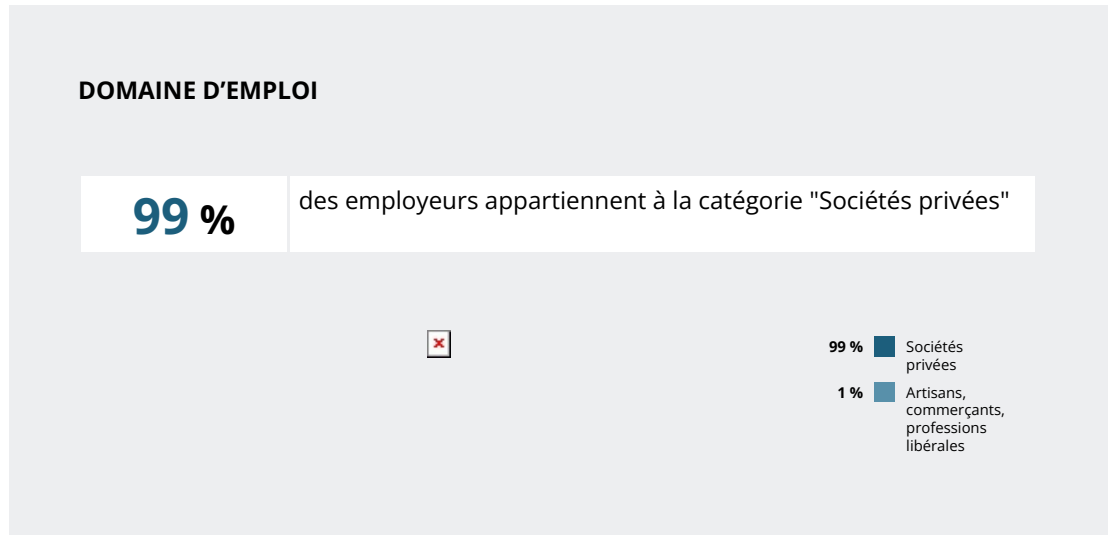 DOMAINE D’EMPLOI
99 %
des employeurs appartiennent à la catégorie "Sociétés privées"
99 %
Sociétés
privées
1 %
Artisans,
commerçants,
professions
libérales